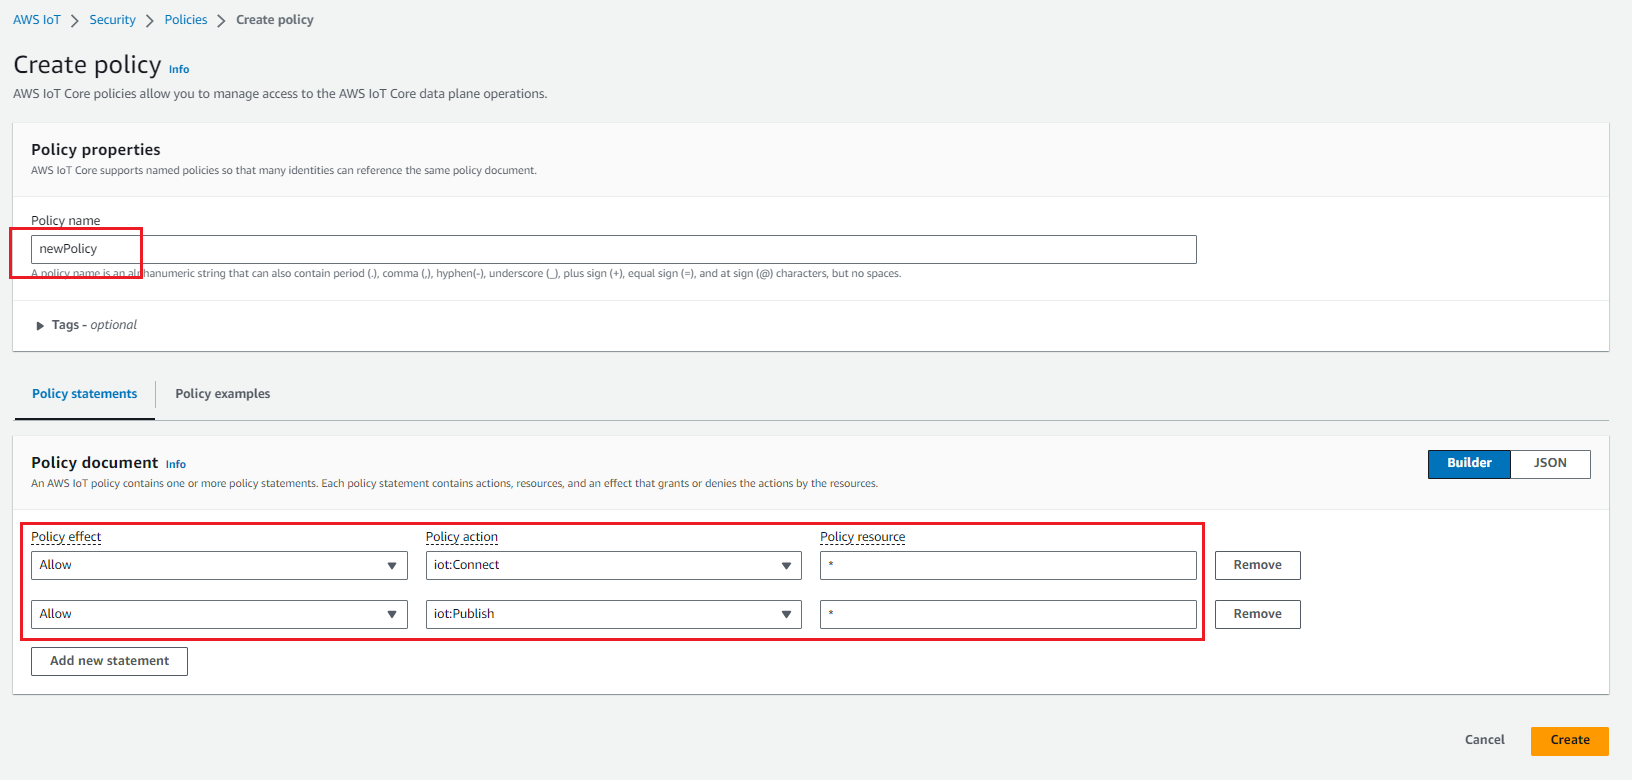 AWS IoT > Security > Policies > Create policy
Create policy Info
AWS IoT Core policies allow you to manage access to the AWS IoT Core data plane operations.
Policy properties
AWS IoT Core supports named policies so that many identities can reference the same policy document.
Policy name
newPolicy
A policy name is an alphanumeric string that can also contain period (.), comma (,), hyphen(-), underscore (_), plus sign (+), equal sign (=), and at sign (@) characters, but no spaces.
Tags - optional
Policy statements Policy examples
Policy document Info
Builder JSON
An AWS IoT policy contains one or more policy statements. Each policy statement contains actions, resources, and an effect that grants or denies the actions by the resources.
Policy effect Policy action Policy resource
Allow iot:Connect * Remove
Allow iot:Publish * Remove
Add new statement
Cancel Create